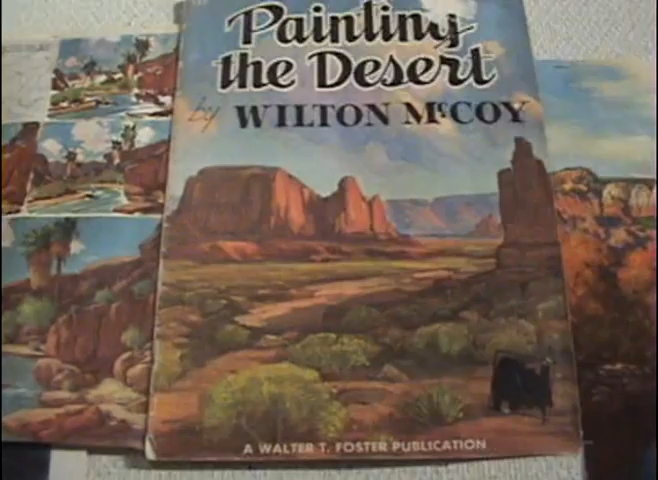 Painting
the Desert
by WILTON McCOY
A WALTER T. FOSTER PUBLICATION